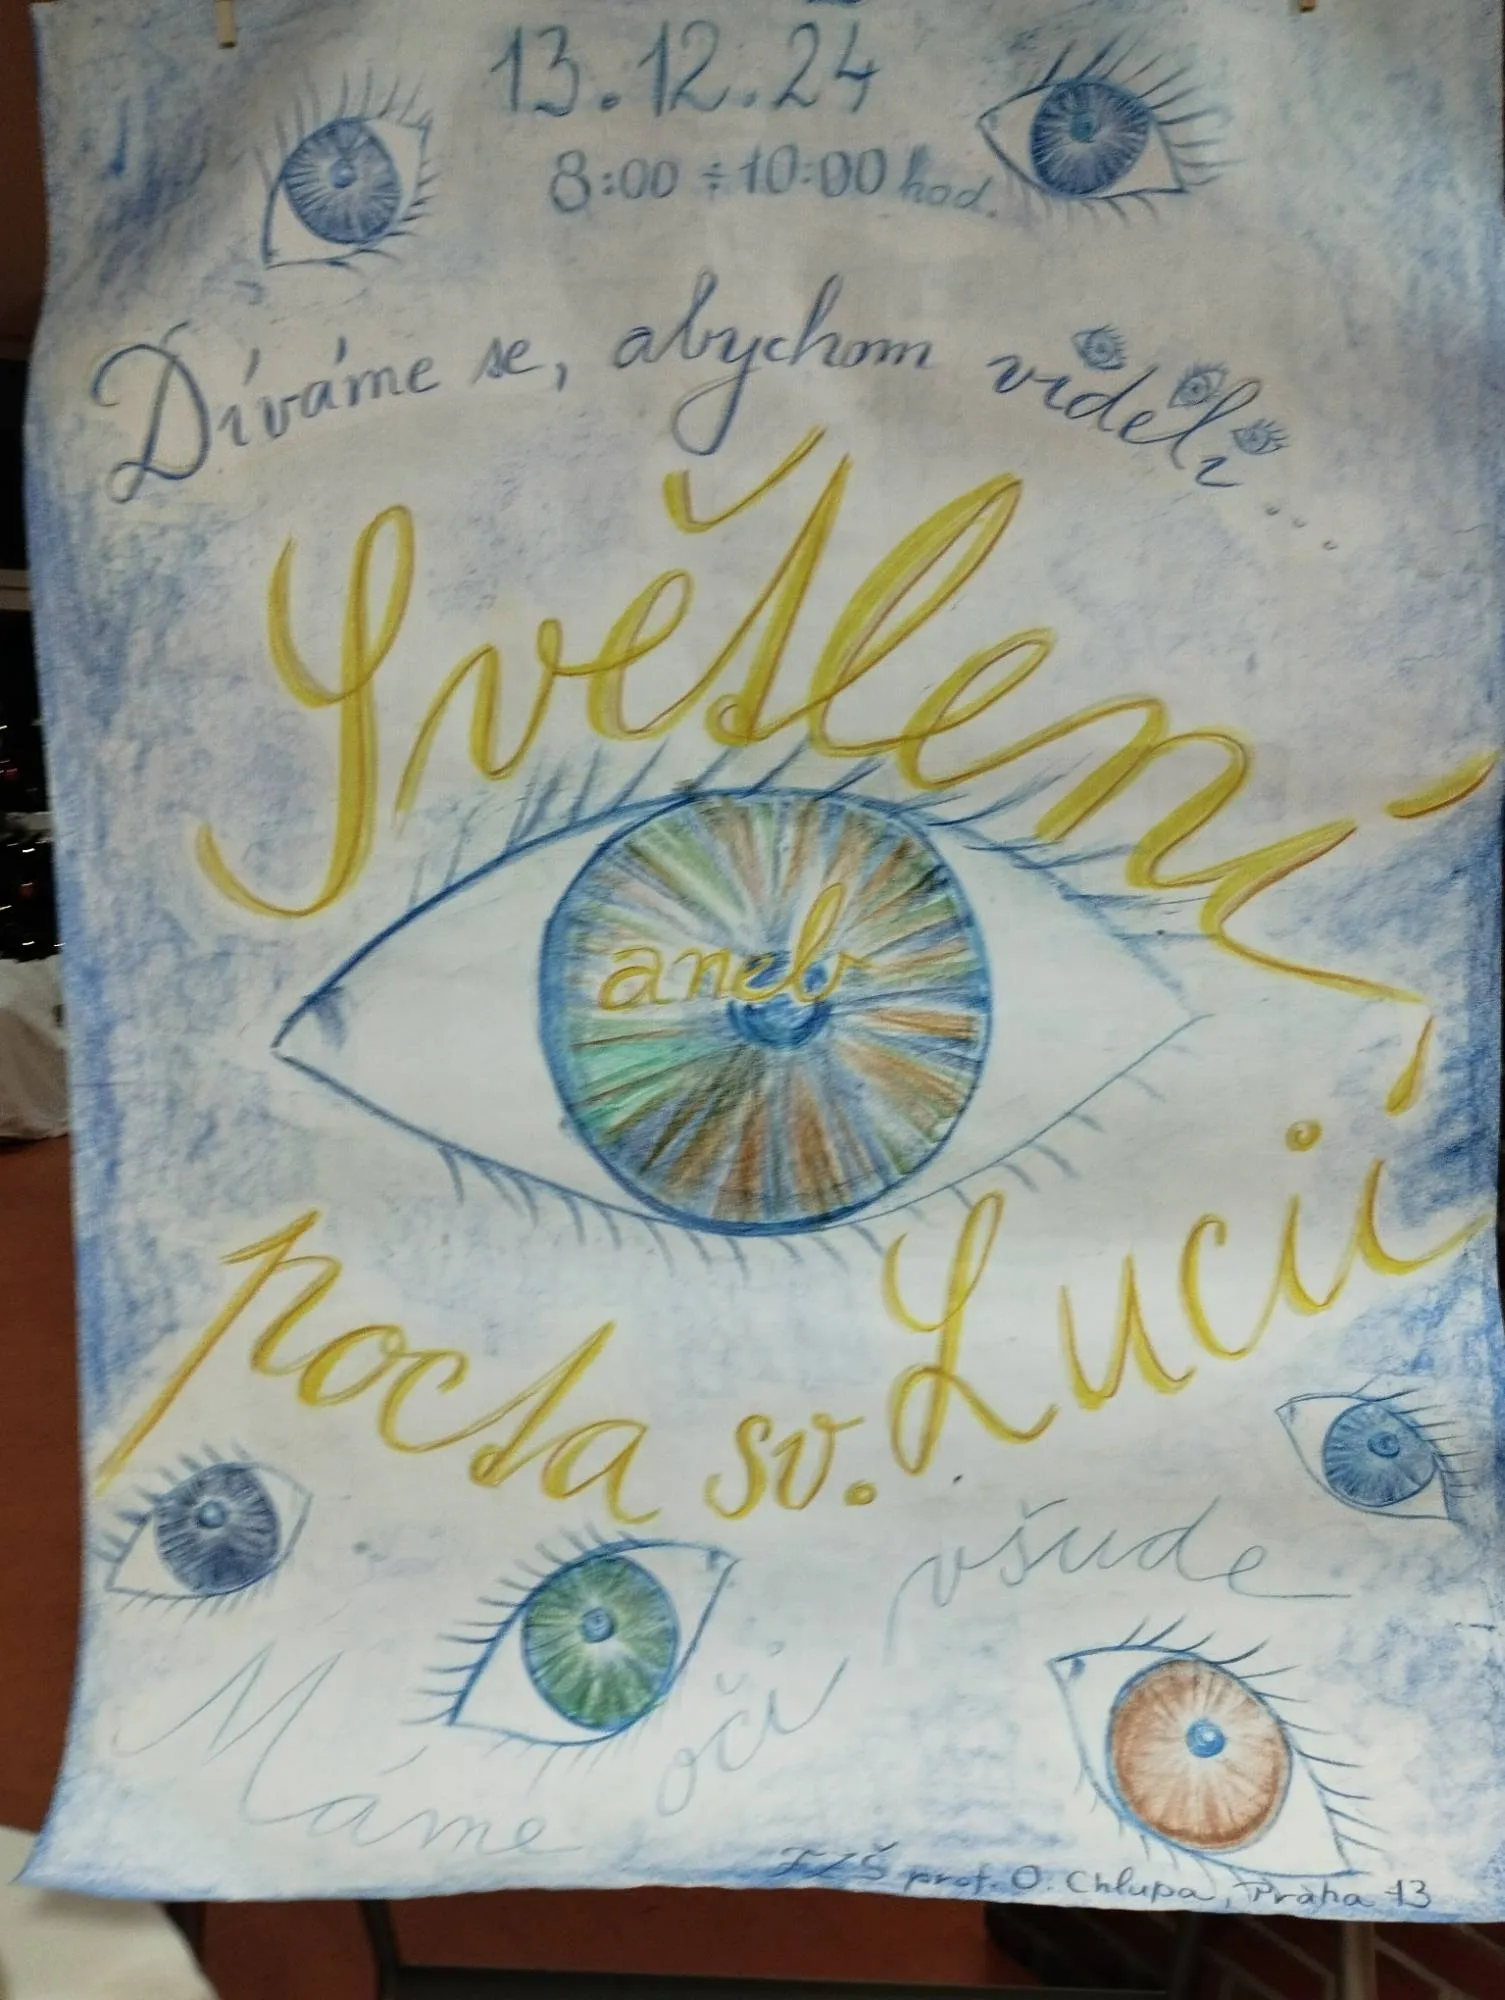 13.12.24
8:00 ÷ 10:00 hod.
Díváme se, abychom viděli...
Světlení
aneb
pocta sv. Lucii
Máme oči všude
FZŠ prof. O. Chlupa, Praha 13